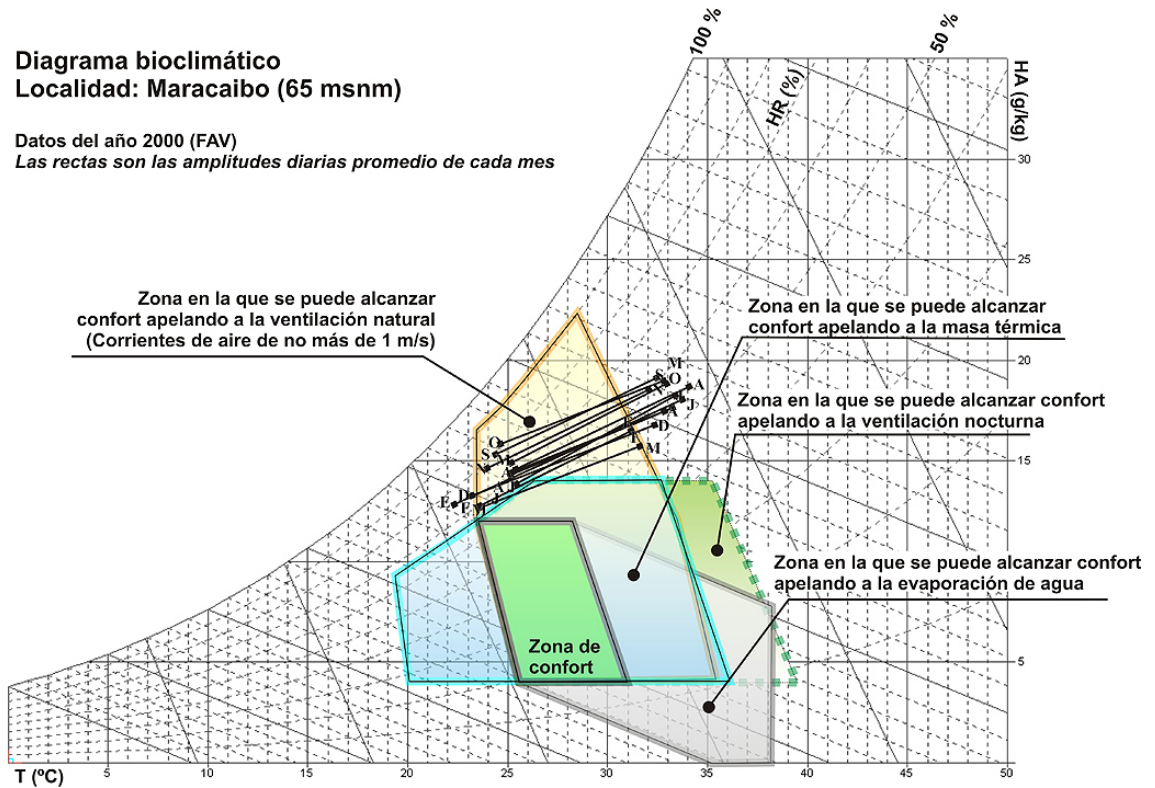 Diagrama bioclimático
Localidad: Maracaibo (65 msnm)
Datos del año 2000 (FAV)
Las rectas son las amplitudes diarias promedio de cada mes
100 %
50 %
HR (%)
HA (g/kg)
30
25
20
15
5
Zona en la que se puede alcanzar
confort apelando a la ventilación natural
(Corrientes de aire de no más de 1 m/s)
Zona en la que se puede alcanzar
confort apelando a la masa térmica
Zona en la que se puede alcanzar confort
apelando a la ventilación nocturna
Zona en la que se puede alcanzar confort
apelando a la evaporación de agua
M
S O
A
J
A
D
M
O
S
N M
A
A J
E D
F M J
Zona de
confort
T (ºC)
5 10 15 20 25 30 35 40 45 50